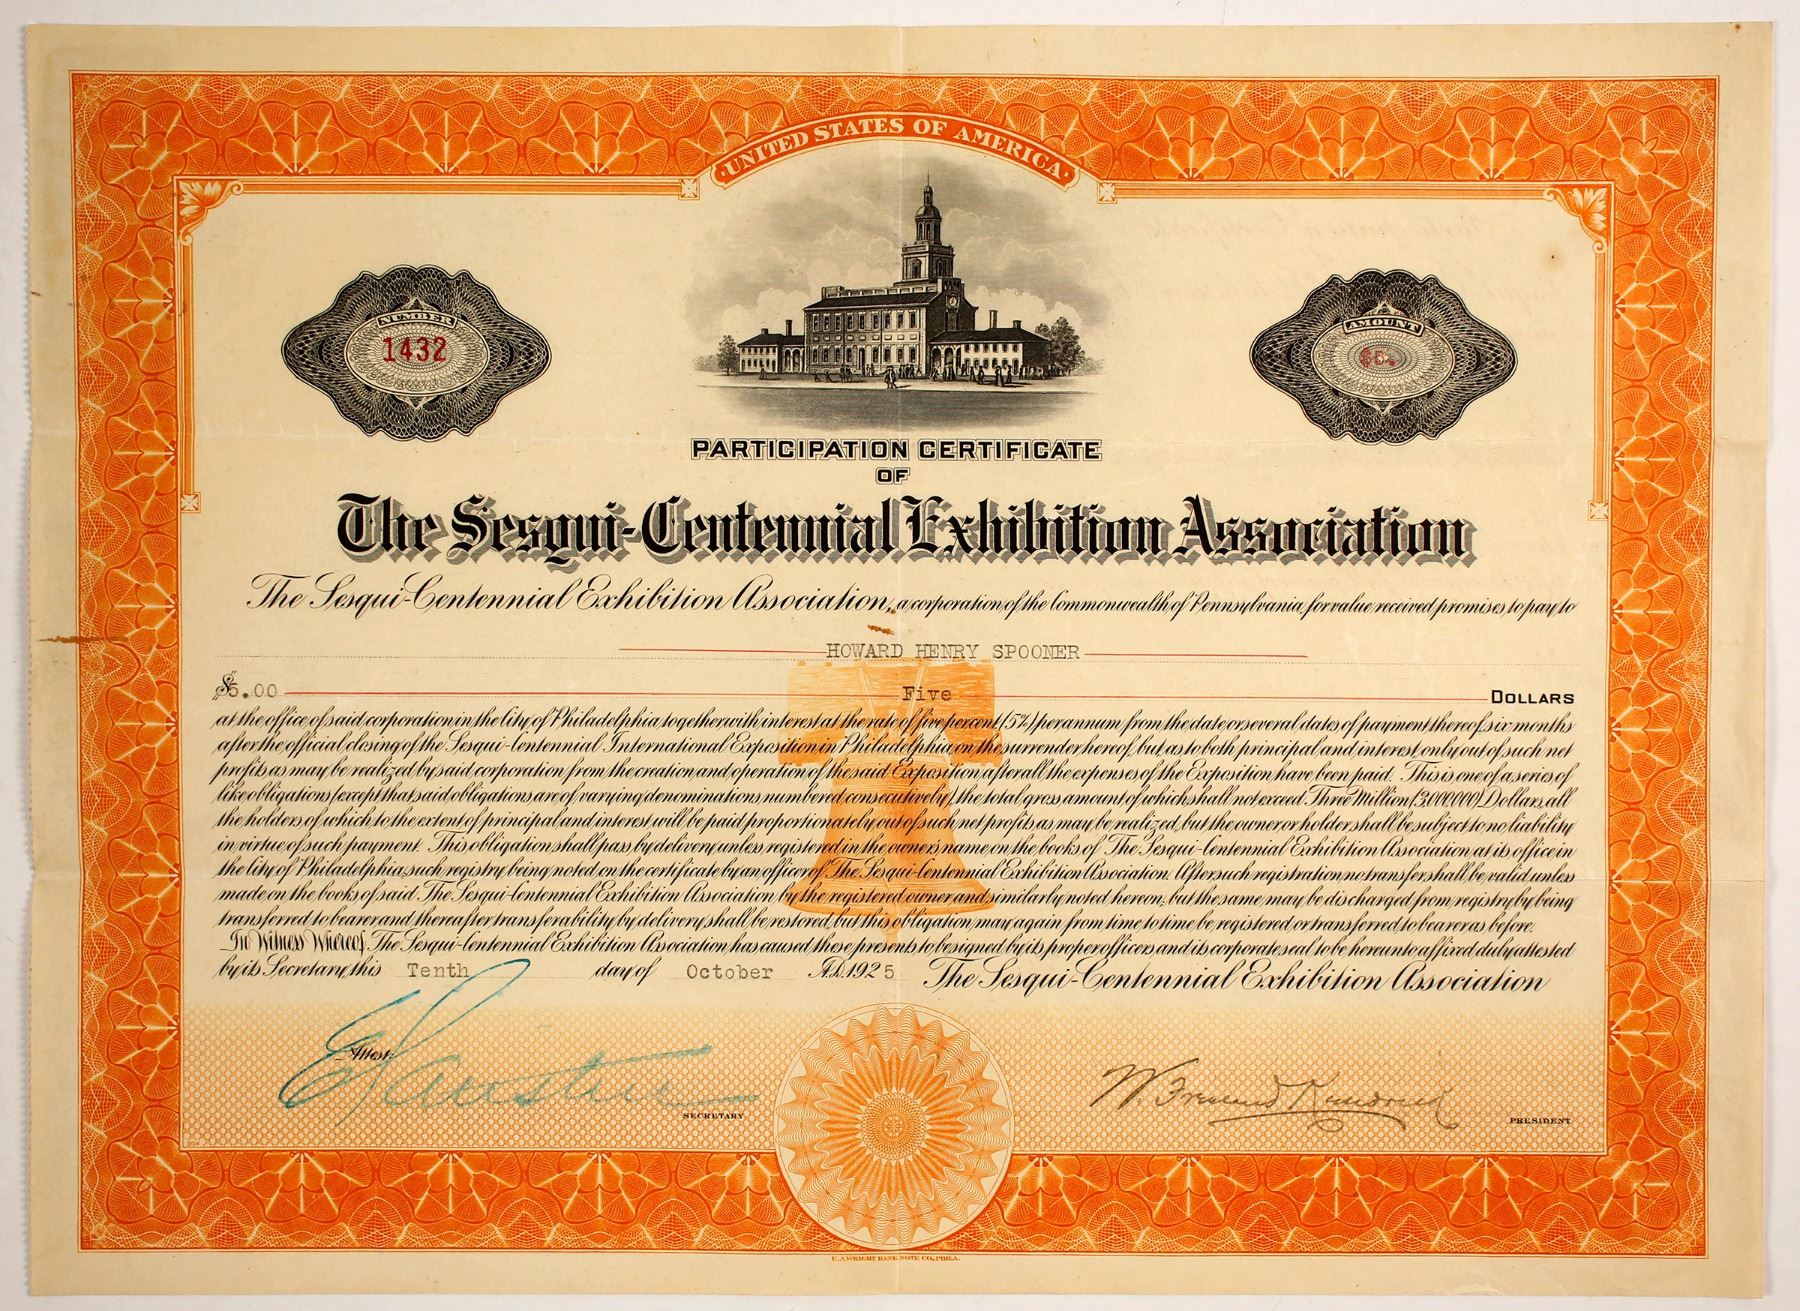 UNITED STATES OF AMERICA
NUMBER
1432
AMOUNT
$5.
PARTICIPATION CERTIFICATE
OF
The Sesqui-Centennial Exhibition Association
The Sesqui-Centennial Exhibition Association, a corporation of the Commonwealth of Pennsylvania, for value received promises to pay to
HOWARD HENRY SPOONER
$5.00 Five DOLLARS
at the office of said corporation in the City of Philadelphia together with interest at the rate of five percent (5%) per annum from the date or several dates of payment thereof, six months
after the official closing of the Sesqui-Centennial International Exposition in Philadelphia, on the surrender hereof, but as to both principal and interest only out of such net
profits as may be realized by said corporation from the creation and operation of the said Exposition after all the expenses of the Exposition have been paid. This is one of a series of
like obligations (except that said obligations are of varying denominations, numbered consecutively), the total gross amount of which shall not exceed Three Million (3,000,000) Dollars, all
the holders of which to the extent of principal and interest will be paid proportionately out of such net profits as may be realized, but the owner or holder shall be subject to no liability
in virtue of such payment. This obligation shall pass by delivery unless registered in the owner's name on the books of The Sesqui-Centennial Exhibition Association at its office in
the City of Philadelphia, such registry being noted on the certificate by an officer of The Sesqui-Centennial Exhibition Association. After such registration, no transfer shall be valid unless
made on the books of said The Sesqui-Centennial Exhibition Association by the registered owner and similarly noted hereon, but the same may be discharged from registry by being
transferred to bearer and thereafter transferability by delivery shall be restored, but this obligation may again from time to time be registered or transferred to bearer as before.
In Witness Whereof, The Sesqui-Centennial Exhibition Association has caused these presents to be signed by its proper officers and its corporate seal to be hereunto affixed duly attested
by its Secretary, this Tenth day of October A.D. 1925 The Sesqui-Centennial Exhibition Association
Attest:
SECRETARY
W. Freeland Kendrick
PRESIDENT
E.A. WRIGHT BANK NOTE CO., PHILA.